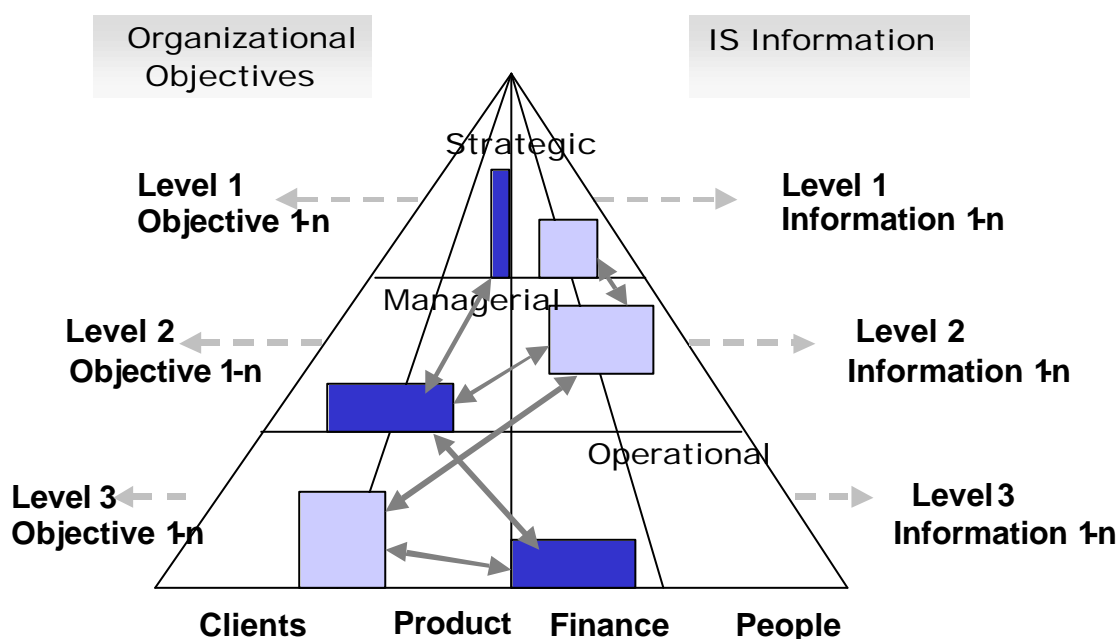 Organizational
Objectives
IS Information
Strategic
Level 1
Objective 1-n
Level 1
Information 1-n
Managerial
Level 2
Objective 1-n
Level 2
Information 1-n
Operational
Level 3
Objective 1-n
Level 3
Information 1-n
Clients Product Finance People